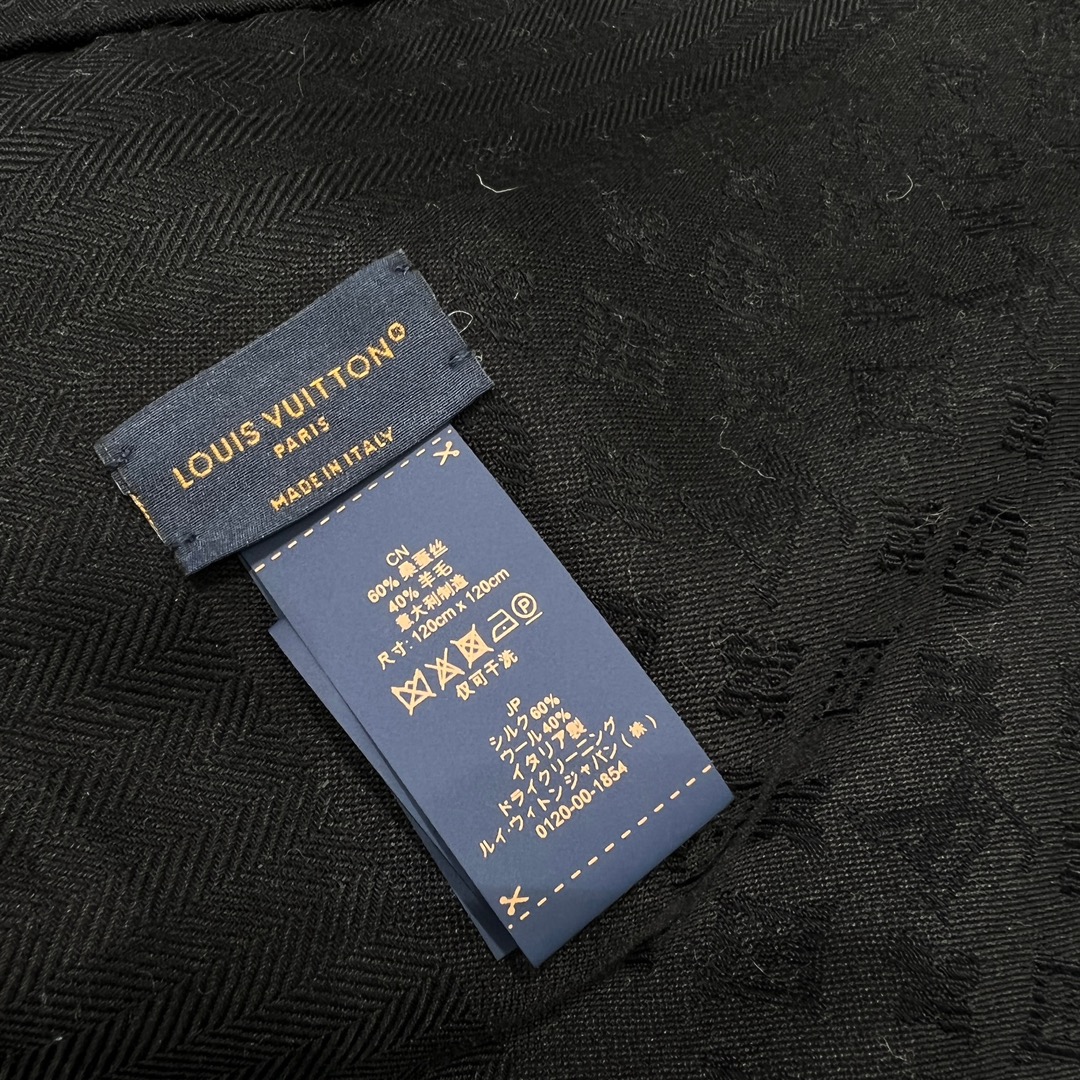 LOUIS VUITTON®
PARIS
MADE IN ITALY
CN
60% 桑蚕丝
40% 羊毛
意大利制造
尺寸: 120cm x 120cm
P
仅可干洗
JP
シルク 60%
ウール 40%
イタリア製
ドライクリーニング
ルイ・ヴィトンジャパン (株)
0120-00-1854